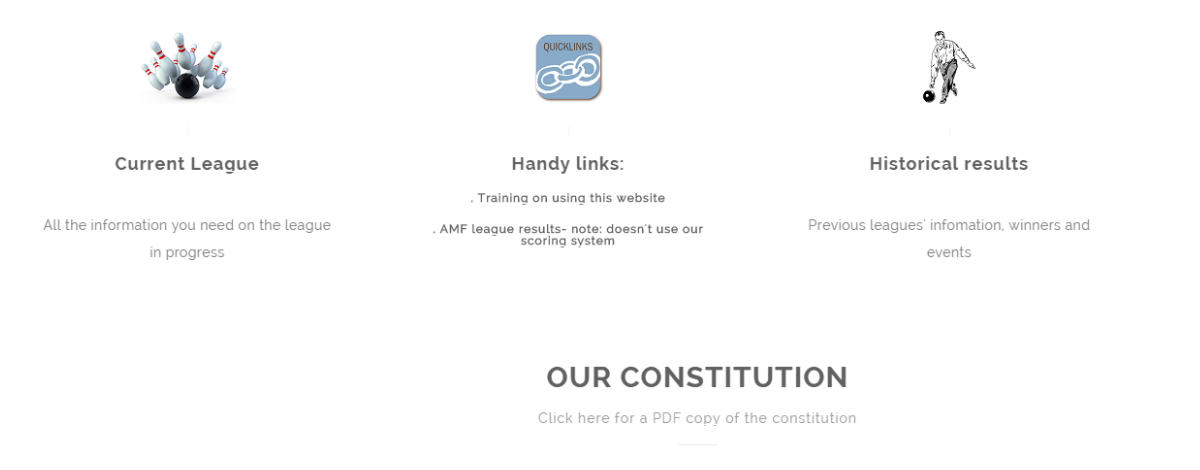 QUICKLINKS
Current League
All the information you need on the league
in progress
Handy links:
. Training on using this website
. AMF league results- note: doesn't use our
scoring system
Historical results
Previous leagues' infomation, winners and
events
OUR CONSTITUTION
Click here for a PDF copy of the constitution